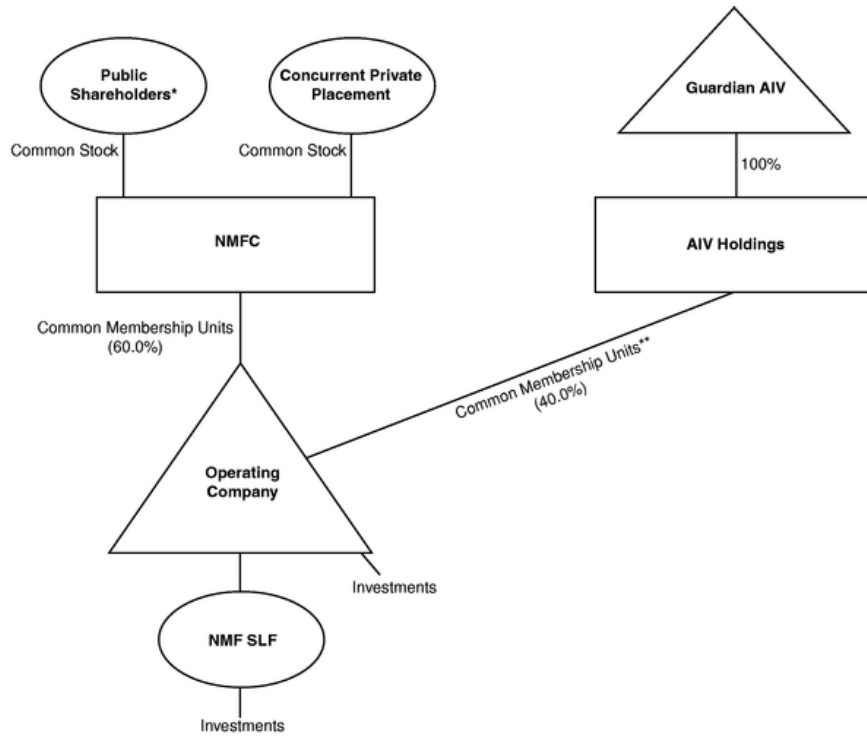 Public
Shareholders*
Concurrent Private
Placement
Guardian AIV
Common Stock
Common Stock
100%
NMFC
AIV Holdings
Common Membership Units
(60.0%)
Common Membership Units**
(40.0%)
Operating
Company
Investments
NMF SLF
Investments